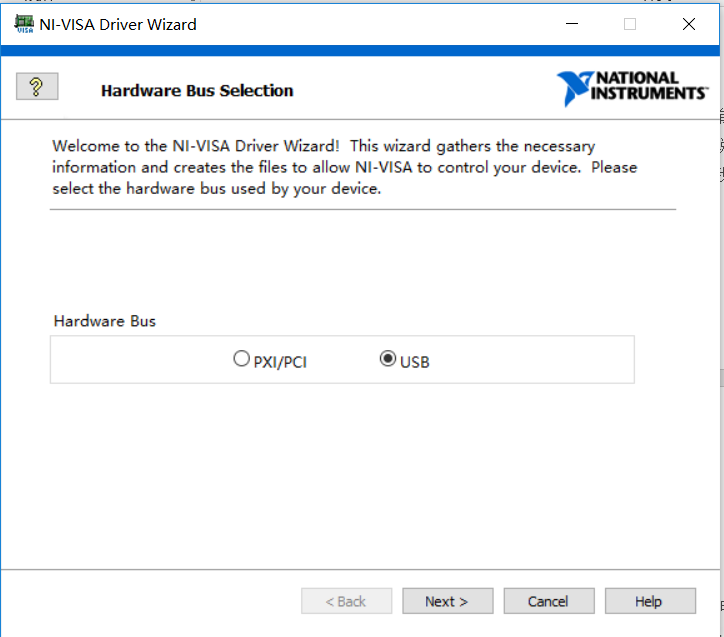 NI-VISA Driver Wizard
?
Hardware Bus Selection
NATIONAL
INSTRUMENTS™
Welcome to the NI-VISA Driver Wizard!  This wizard gathers the necessary
information and creates the files to allow NI-VISA to control your device.  Please
select the hardware bus used by your device.
Hardware Bus
PXI/PCI
USB
< Back
Next >
Cancel
Help